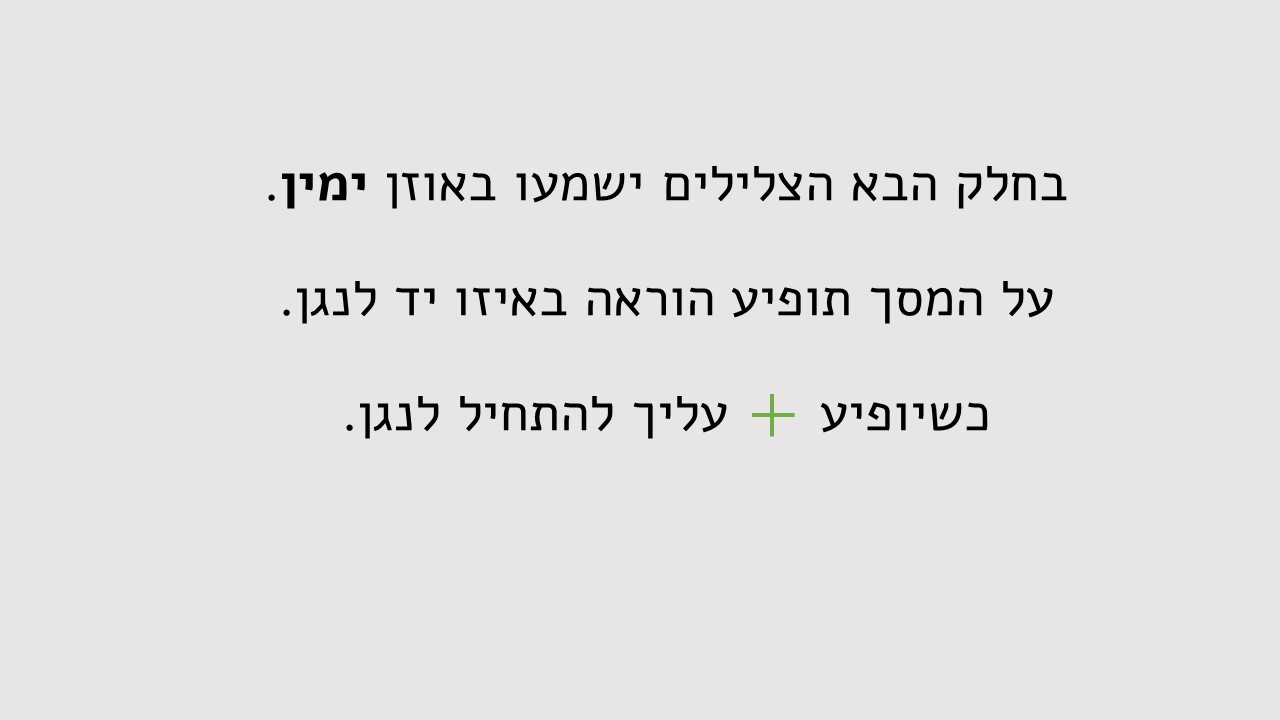 בחלק הבא הצלילים ישמעו באוזן ימין.
על המסך תופיע הוראה באיזו יד לנגן.
כשיופיע + עליך להתחיל לנגן.